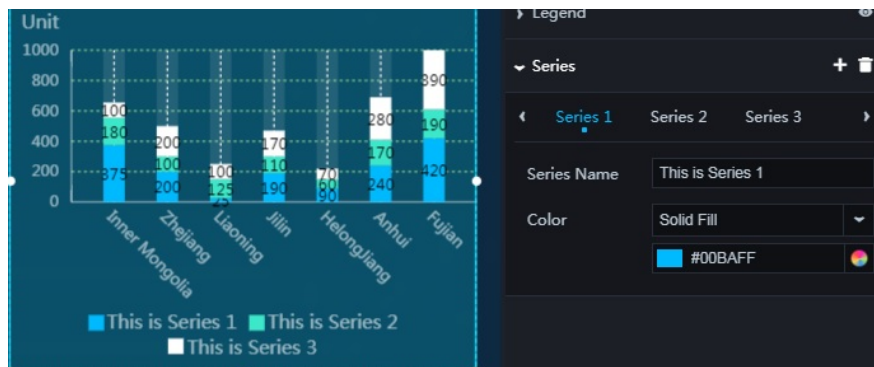 Unit
1000
800
600
400
200
0
100
180
375
200
100
200
100
125
25
170
110
190
70
60
90
280
170
240
390
190
420
Inner Mongolia
Zhejiang
Liaoning
Jilin
HelongJiang
Anhui
Fujian
This is Series 1 This is Series 2
This is Series 3
Legend
Series
Series 1 Series 2 Series 3
Series Name This is Series 1
Color Solid Fill
#00BAFF